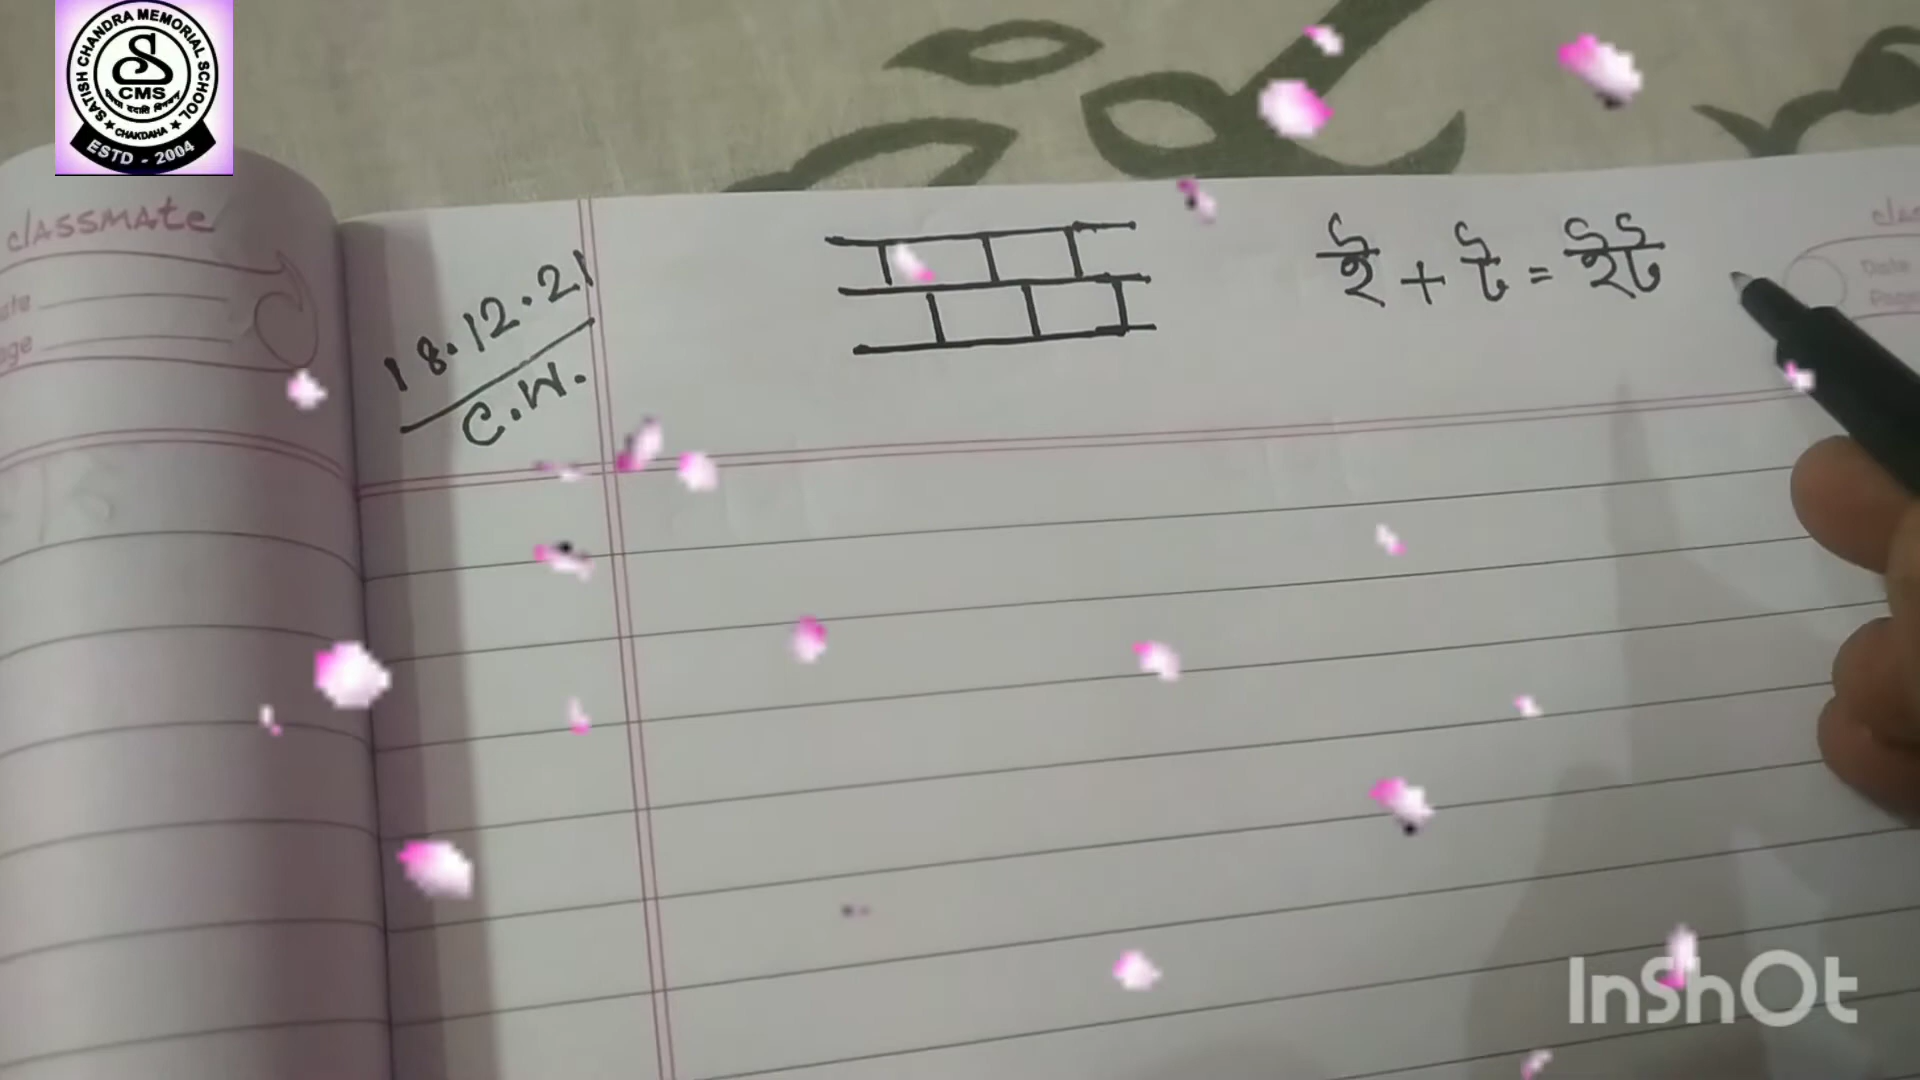 SATISH CHANDRA MEMORIAL SCHOOL
S
CMS
★ CHAKDAHA ★
ESTD - 2004
classmate
18.12.21
C.W.
ই + ট = ইট
Date
Page
InShOt